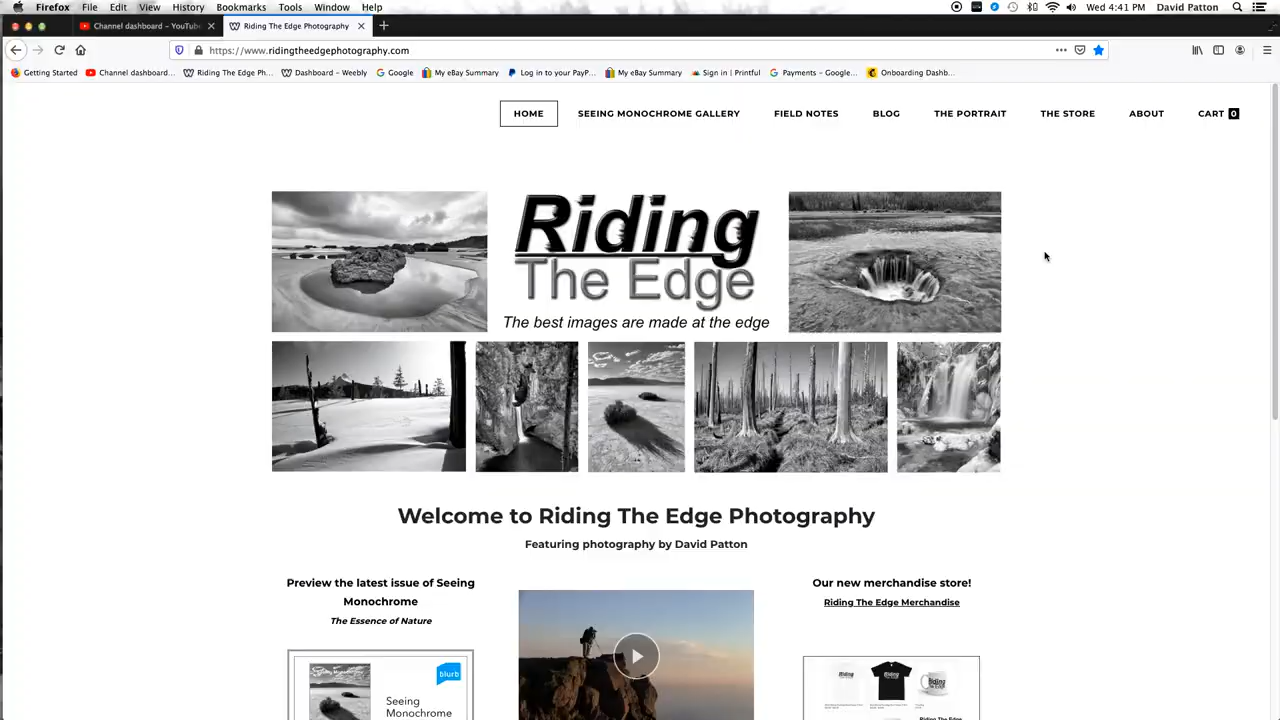 Firefox File Edit View History Bookmarks Tools Window Help Wed 4:41 PM David Patton
Channel dashboard - YouTube Riding The Edge Photography
https://www.ridingtheedgephotography.com
Getting Started Channel dashboard... Riding The Edge Ph... Dashboard - Weebly Google My eBay Summary Log in to your PayP... My eBay Summary Sign in | Printful Payments – Google... Onboarding Dashb...
HOME SEEING MONOCHROME GALLERY FIELD NOTES BLOG THE PORTRAIT THE STORE ABOUT CART 0
Riding
The Edge
The best images are made at the edge
Welcome to Riding The Edge Photography
Featuring photography by David Patton
Preview the latest issue of Seeing
Monochrome
The Essence of Nature
Our new merchandise store!
Riding The Edge Merchandise
blurb
Seeing
Monochrome
Riding The Edge